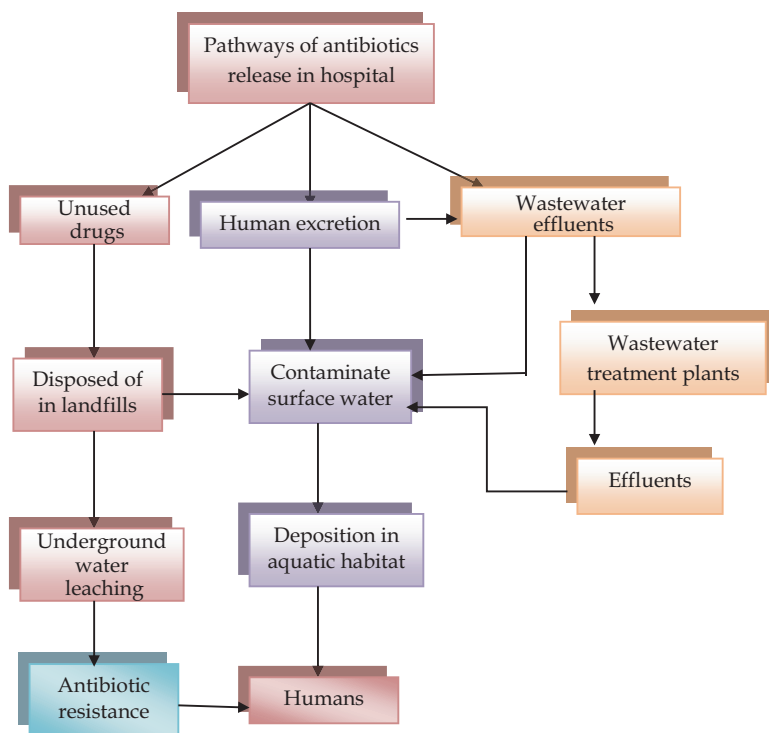 Pathways of antibiotics
release in hospital
Unused
drugs
Human excretion
Wastewater
effluents
Wastewater
treatment plants
Disposed of
in landfills
Contaminate
surface water
Effluents
Underground
water
leaching
Deposition in
aquatic habitat
Antibiotic
resistance
Humans